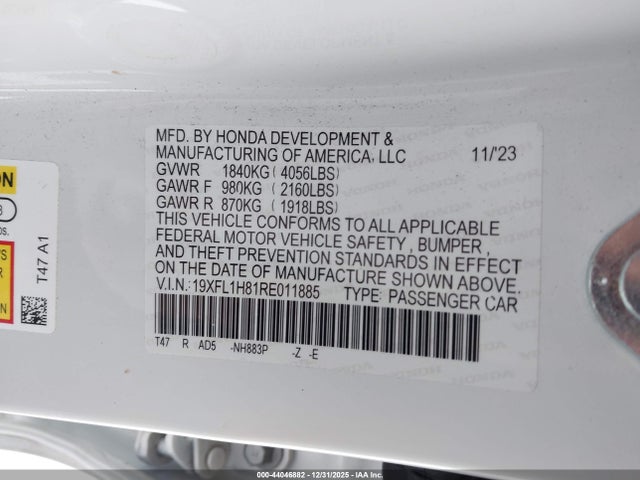 MFD. BY HONDA DEVELOPMENT &
MANUFACTURING OF AMERICA, LLC 11/'23
GVWR 1840KG ( 4056LBS)
GAWR F 980KG ( 2160LBS)
GAWR R 870KG ( 1918LBS)
THIS VEHICLE CONFORMS TO ALL APPLICABLE
FEDERAL MOTOR VEHICLE SAFETY , BUMPER ,
AND THEFT PREVENTION STANDARDS IN EFFECT
ON THE DATE OF MANUFACTURE SHOWN ABOVE.
V.I.N.: 19XFL1H81RE011885 TYPE: PASSENGER CAR
T47 R AD5 -NH883P -Z -E
T47 A1
000-44046882 - 12/31/2025 - IAAI.COM